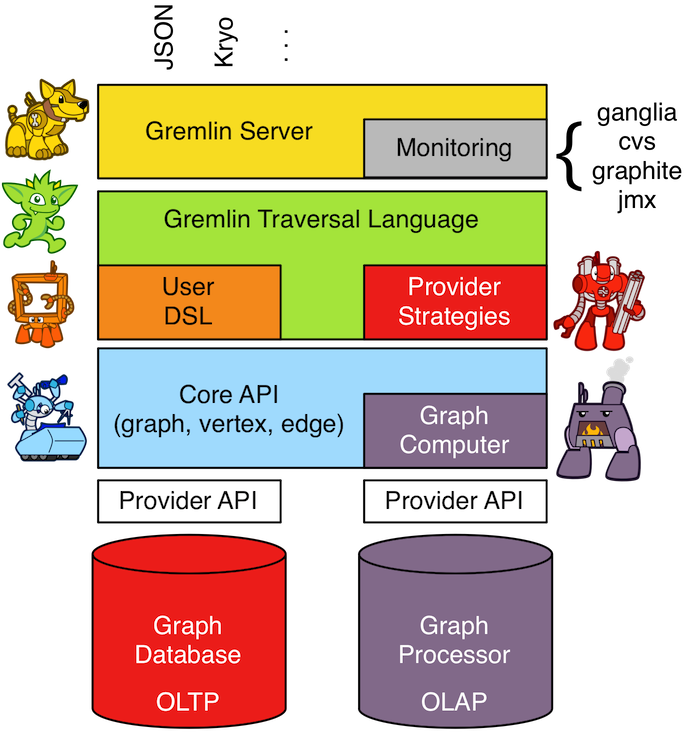 JSON
Kryo
. . .
Gremlin Server
Monitoring
ganglia
cvs
graphite
jmx
Gremlin Traversal Language
User
DSL
Provider
Strategies
Core API
(graph, vertex, edge)
Graph
Computer
Provider API
Provider API
Graph
Database
OLTP
Graph
Processor
OLAP